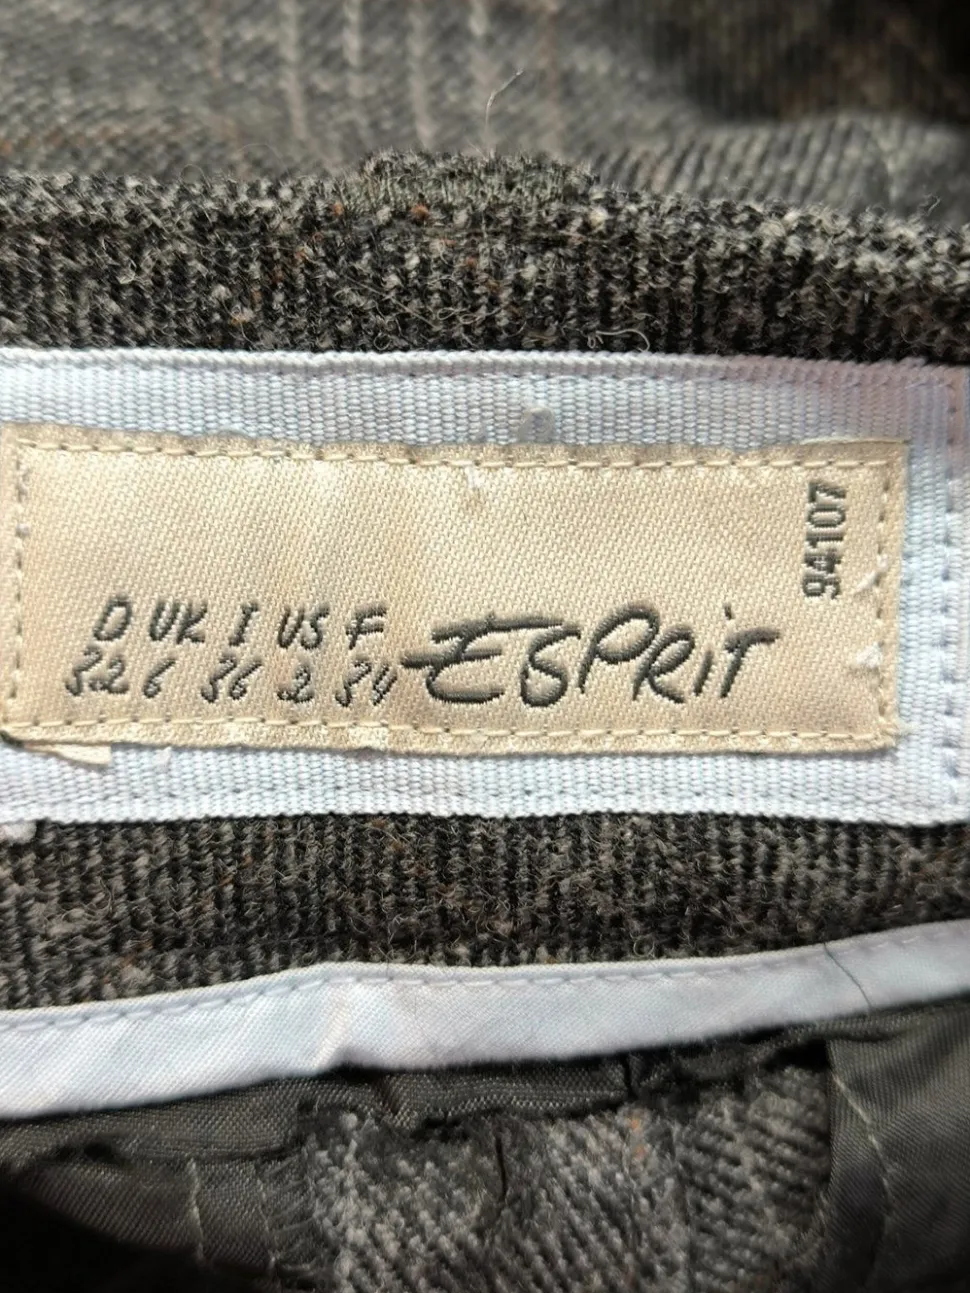 94107
D UK I US F
32 6 36 2 34
ESPRIT